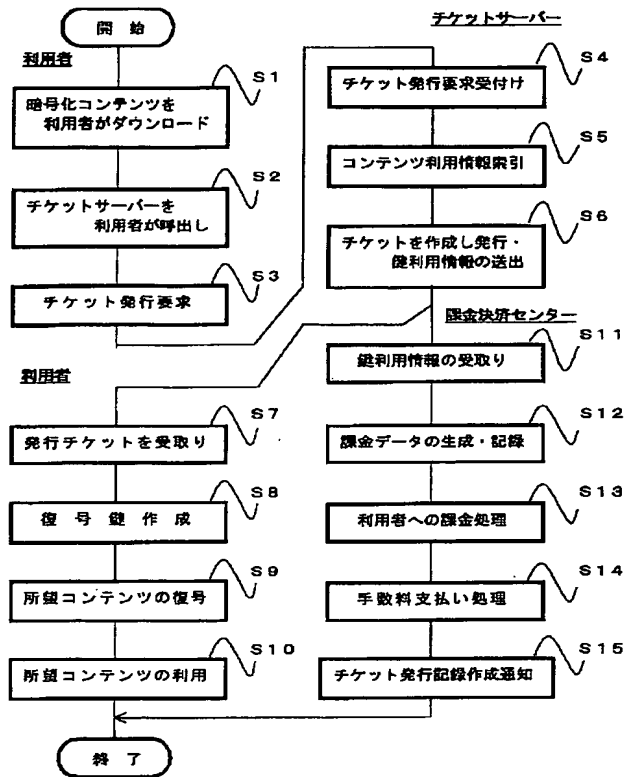 開 始
利用者
S1
暗号化コンテンツを
利用者がダウンロード
S2
チケットサーバーを
利用者が呼出し
S3
チケット発行要求
チケットサーバー
S4
チケット発行要求受付け
S5
コンテンツ利用情報索引
S6
チケットを作成し発行・
鍵利用情報の送出
利用者
S7
発行チケットを受取り
S8
復 号 鍵 作 成
S9
所望コンテンツの復号
S10
所望コンテンツの利用
課金決済センター
S11
鍵利用情報の受取り
S12
課金データの生成・記録
S13
利用者への課金処理
S14
手数料支払い処理
S15
チケット発行記録作成通知
終 了